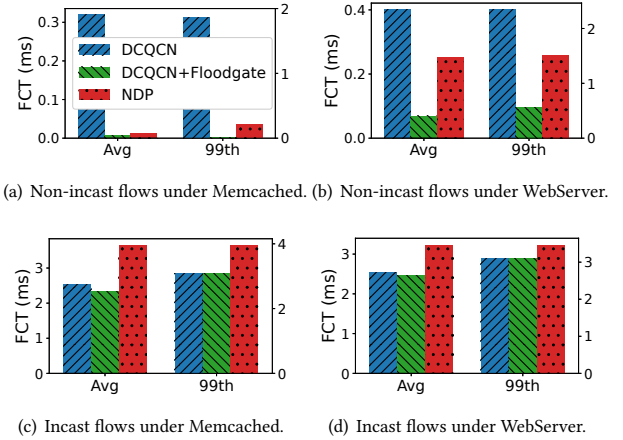 0.3
0.2
0.1
0.0
FCT (ms)
DCQCN
DCQCN+Floodgate
NDP
2
1
0
Avg 99th
0.4
0.2
0.0
FCT (ms)
2
1
0
Avg 99th
(a) Non-incast flows under Memcached. (b) Non-incast flows under WebServer.
3
2
1
0
FCT (ms)
4
2
0
Avg 99th
3
2
1
0
FCT (ms)
3
2
1
0
Avg 99th
(c) Incast flows under Memcached. (d) Incast flows under WebServer.